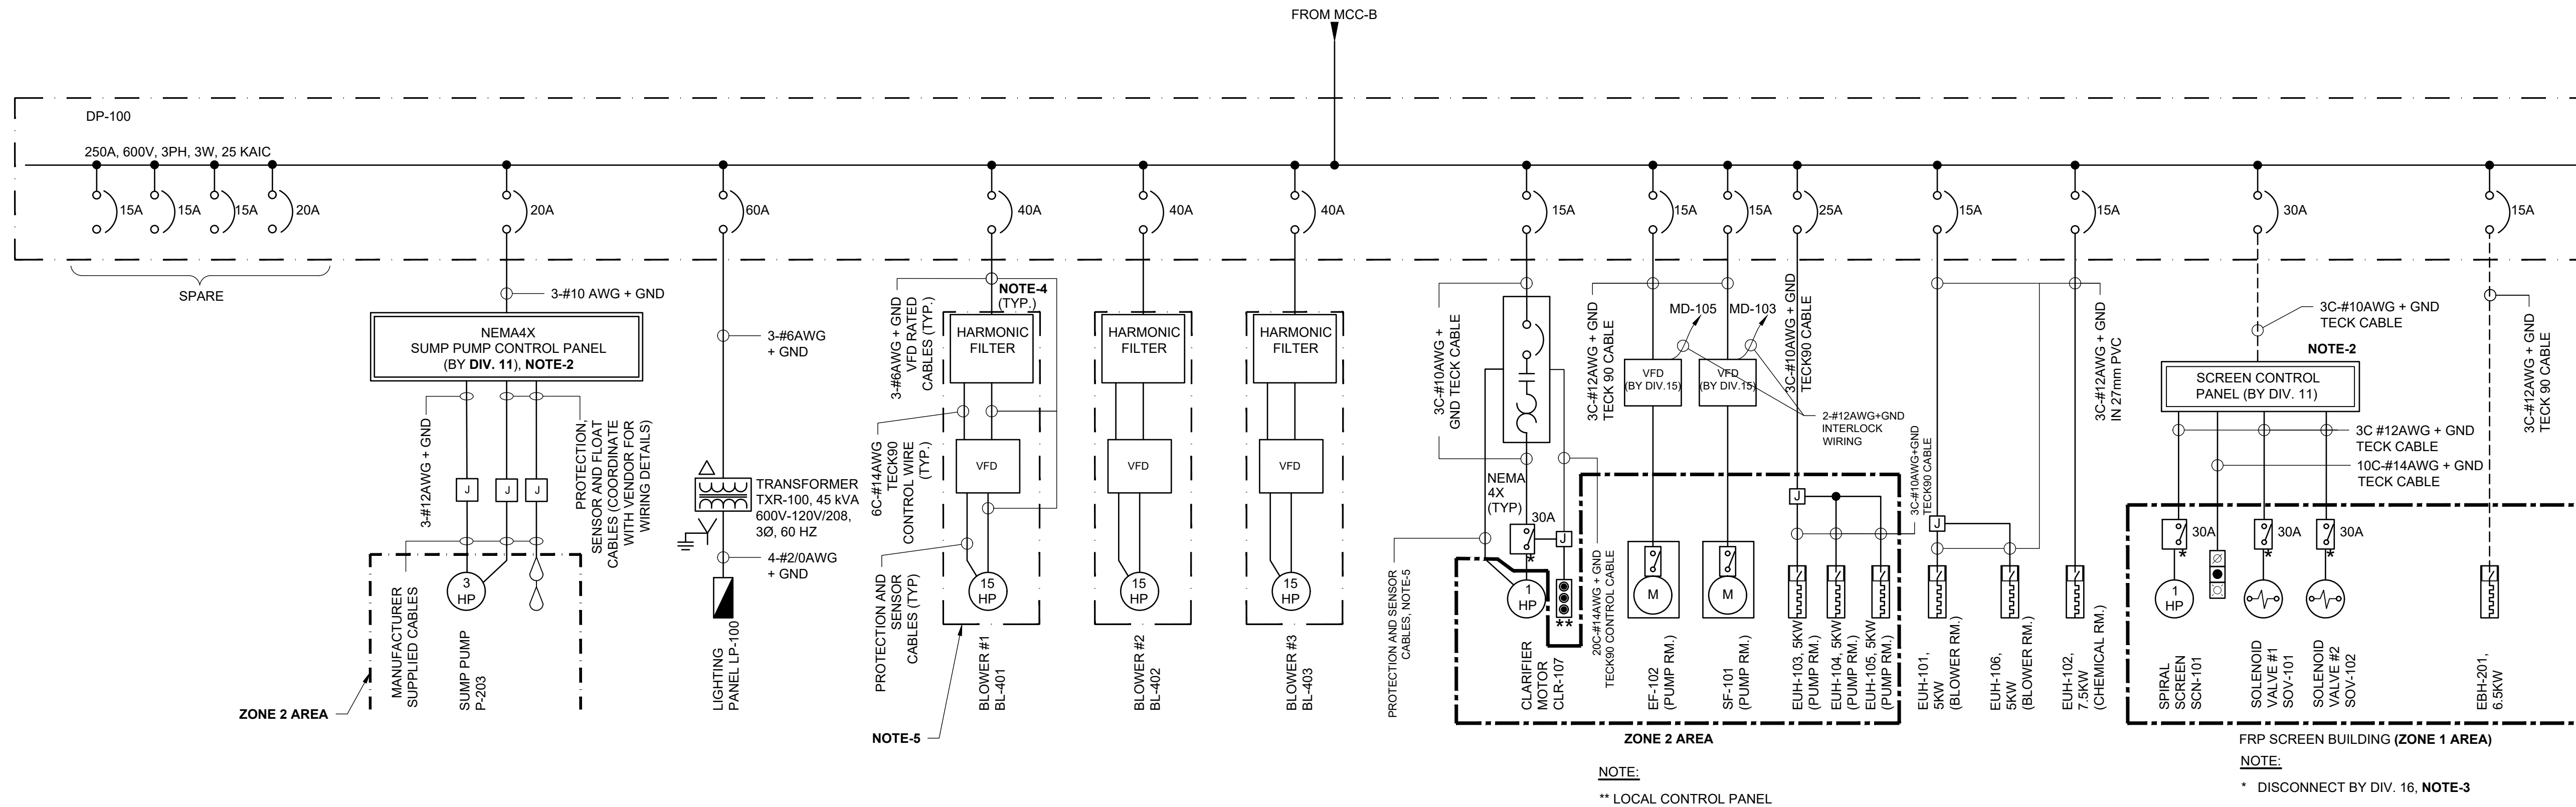 FROM MCC-B
DP-100
250A, 600V, 3PH, 3W, 25 KAIC
15A
15A
15A
20A
SPARE
20A
3-#10 AWG + GND
NEMA4X
SUMP PUMP CONTROL PANEL
(BY DIV. 11), NOTE-2
3-#12AWG + GND
J
J
J
PROTECTION,
SENSOR AND FLOAT
CABLES (COORDINATE
WITH VENDOR FOR
WIRING DETAILS)
MANUFACTURER
SUPPLIED CABLES
3
HP
SUMP PUMP
P-203
ZONE 2 AREA
60A
3-#6AWG
+ GND
TRANSFORMER
TXR-100, 45 kVA
600V-120V/208,
3Ø, 60 HZ
4-#2/0AWG
+ GND
LIGHTING
PANEL LP-100
40A
3-#6AWG + GND
VFD RATED
CABLES (TYP.)
NOTE-4
(TYP.)
HARMONIC
FILTER
6C-#14AWG
TECK90
CONTROL WIRE
(TYP.)
VFD
PROTECTION AND
SENSOR
CABLES (TYP)
15
HP
BLOWER #1
BL-401
NOTE-5
40A
HARMONIC
FILTER
VFD
15
HP
BLOWER #2
BL-402
40A
HARMONIC
FILTER
VFD
15
HP
BLOWER #3
BL-403
15A
3C-#10AWG +
GND TECK CABLE
NEMA
4X
(TYP)
30A
*
J
PROTECTION AND SENSOR
CABLES, NOTE-5
1
HP
**
CLARIFIER
MOTOR
CLR-107
20C-#14AWG + GND
TECK90 CONTROL CABLE
15A
3C-#12AWG + GND
TECK 90 CABLE
MD-105
VFD
(BY DIV.15)
M
EF-102
(PUMP RM.)
15A
MD-103
VFD
(BY DIV.15)
M
SF-101
(PUMP RM.)
25A
3C-#10AWG + GND
TECK90 CABLE
2-#12AWG+GND
INTERLOCK
WIRING
J
3C-#10AWG+GND
TECK90 CABLE
EUH-103, 5KW
(PUMP RM.)
EUH-104, 5KW
(PUMP RM.)
EUH-105, 5KW
(PUMP RM.)
ZONE 2 AREA
NOTE:
** LOCAL CONTROL PANEL
15A
J
EUH-101,
5KW
(BLOWER RM.)
EUH-106,
5KW
(BLOWER RM.)
15A
3C-#12AWG + GND
IN 27mm PVC
EUH-102,
7.5KW
(CHEMICAL RM.)
30A
3C-#10AWG + GND
TECK CABLE
NOTE-2
SCREEN CONTROL
PANEL (BY DIV. 11)
3C #12AWG + GND
TECK CABLE
10C-#14AWG + GND
TECK CABLE
30A
*
30A
*
30A
*
1
HP
SPIRAL
SCREEN
SCN-101
SOLENOID
VALVE #1
SOV-101
SOLENOID
VALVE #2
SOV-102
15A
3C-#12AWG + GND
TECK 90 CABLE
EBH-201,
6.5KW
FRP SCREEN BUILDING (ZONE 1 AREA)
NOTE:
* DISCONNECT BY DIV. 16, NOTE-3